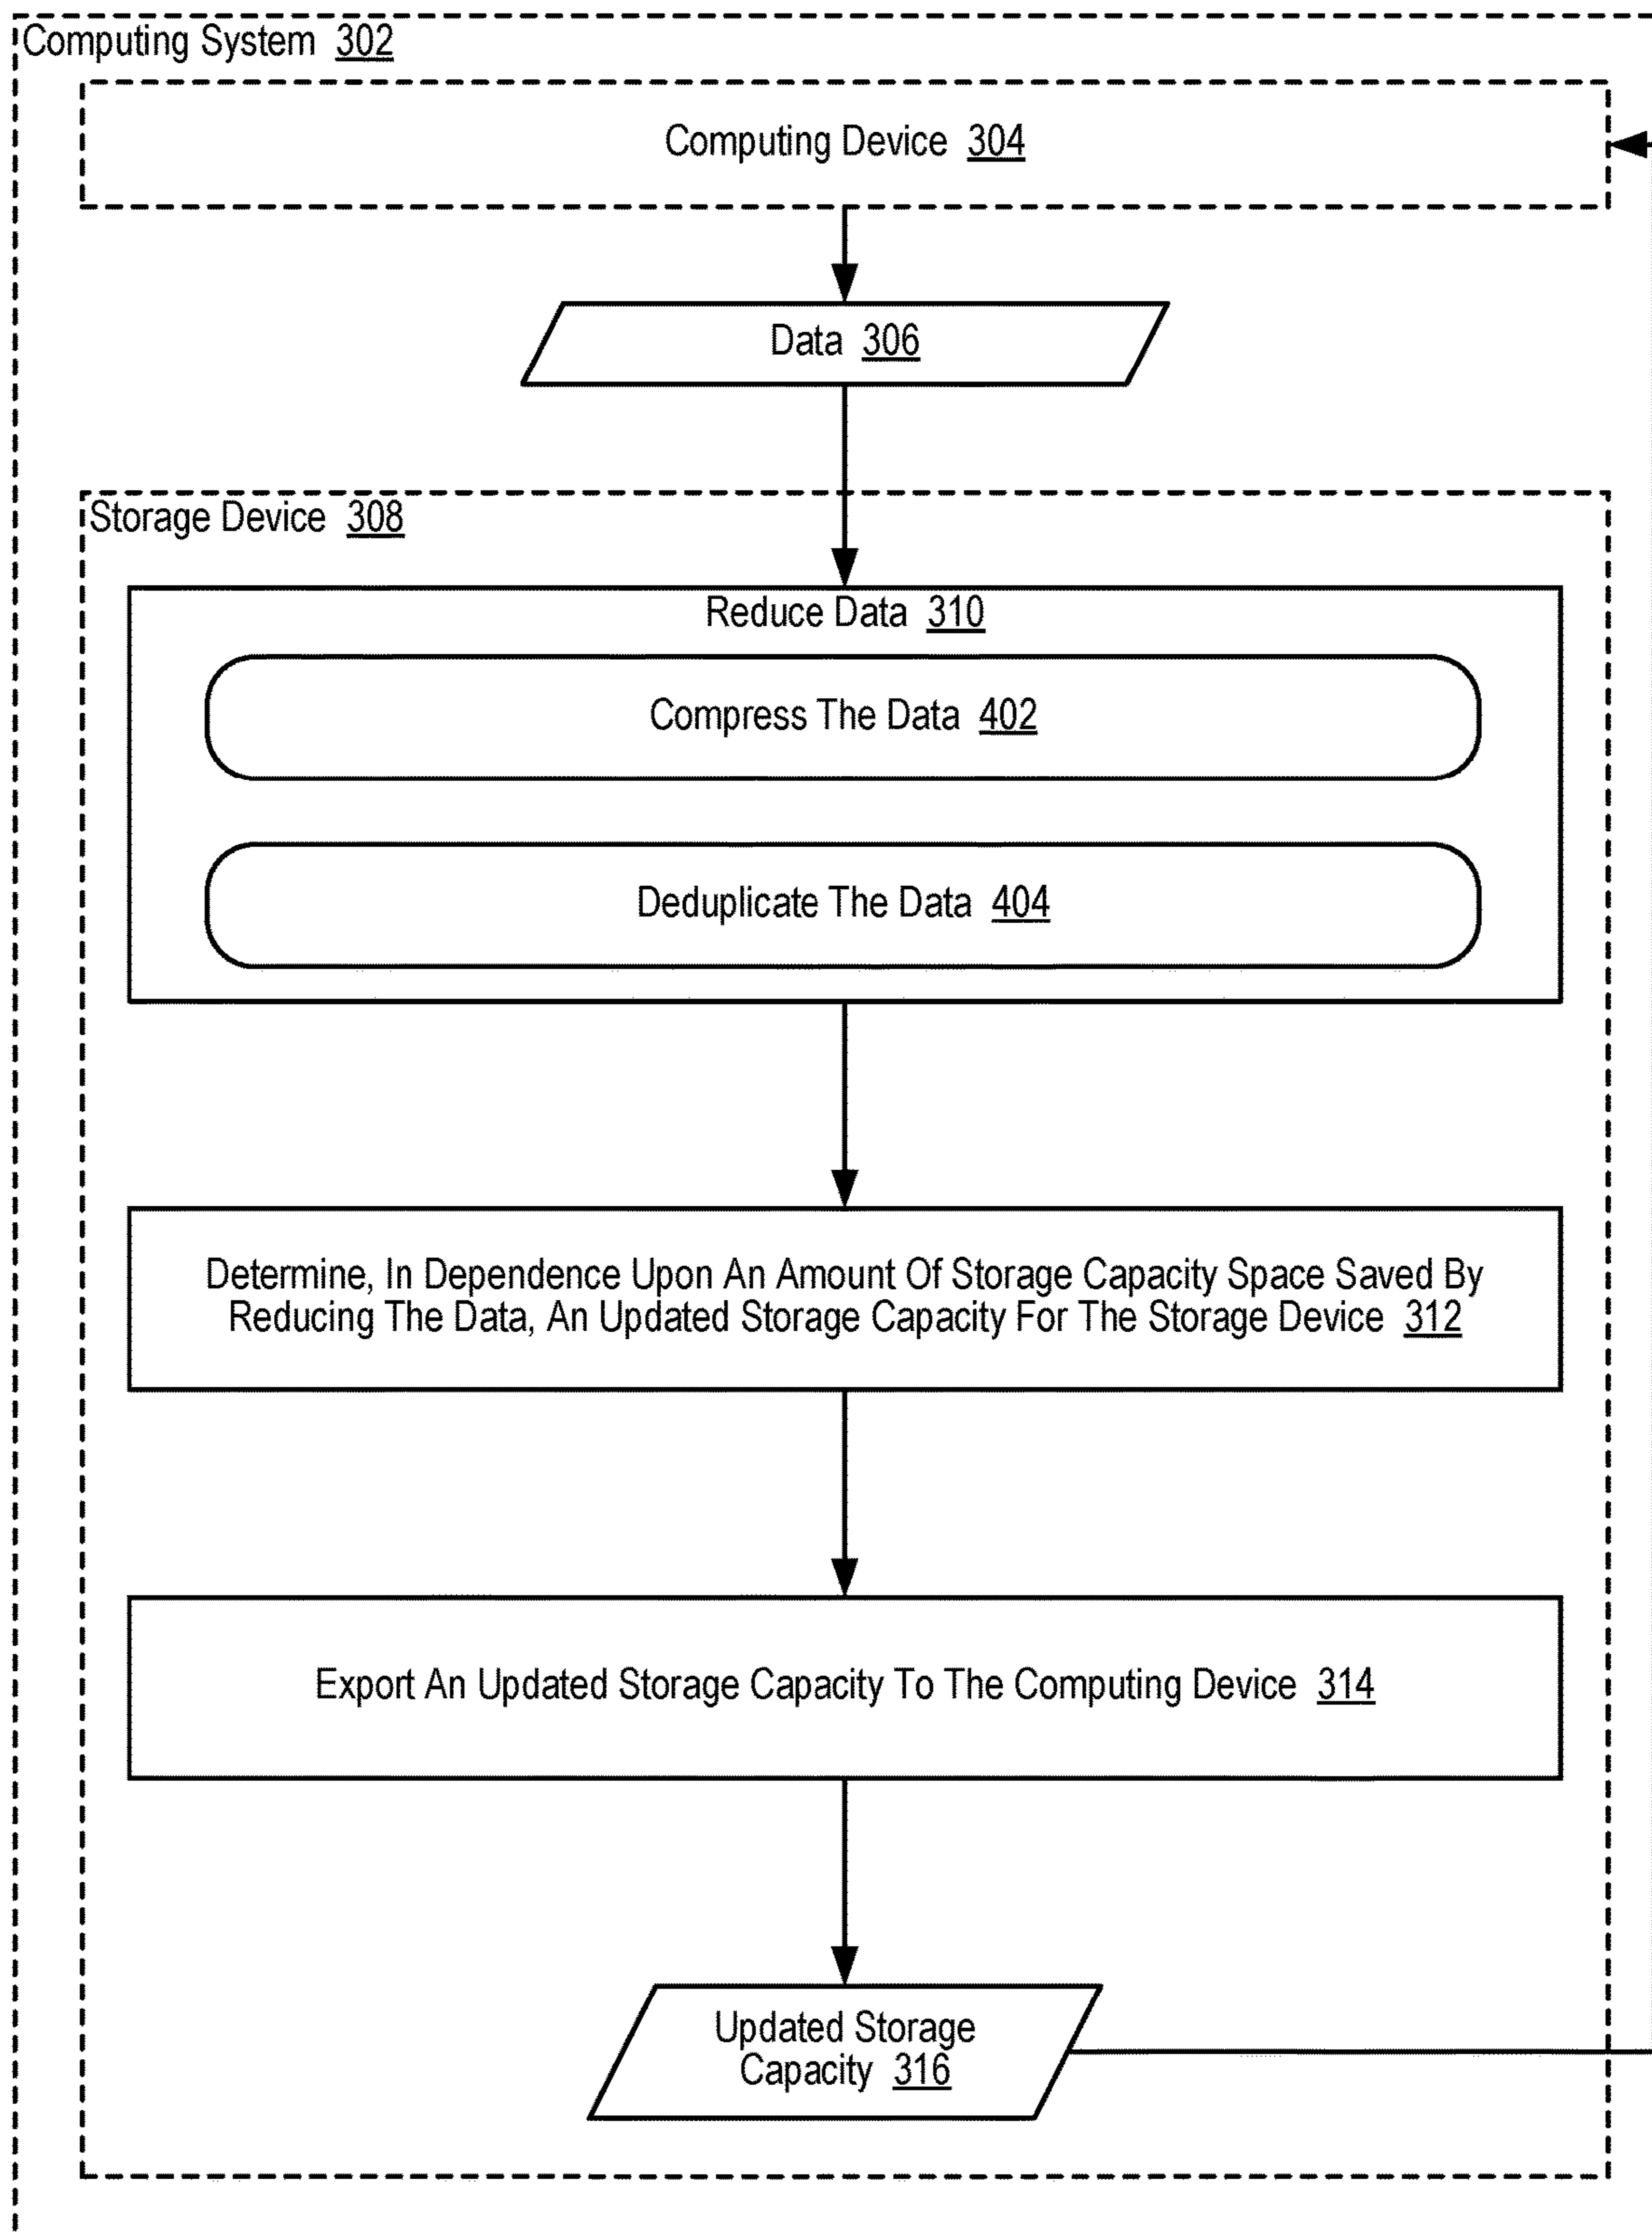 Computing System 302
Computing Device 304
Data 306
Storage Device 308
Reduce Data 310
Compress The Data 402
Deduplicate The Data 404
Determine, In Dependence Upon An Amount Of Storage Capacity Space Saved By
Reducing The Data, An Updated Storage Capacity For The Storage Device 312
Export An Updated Storage Capacity To The Computing Device 314
Updated Storage
Capacity 316